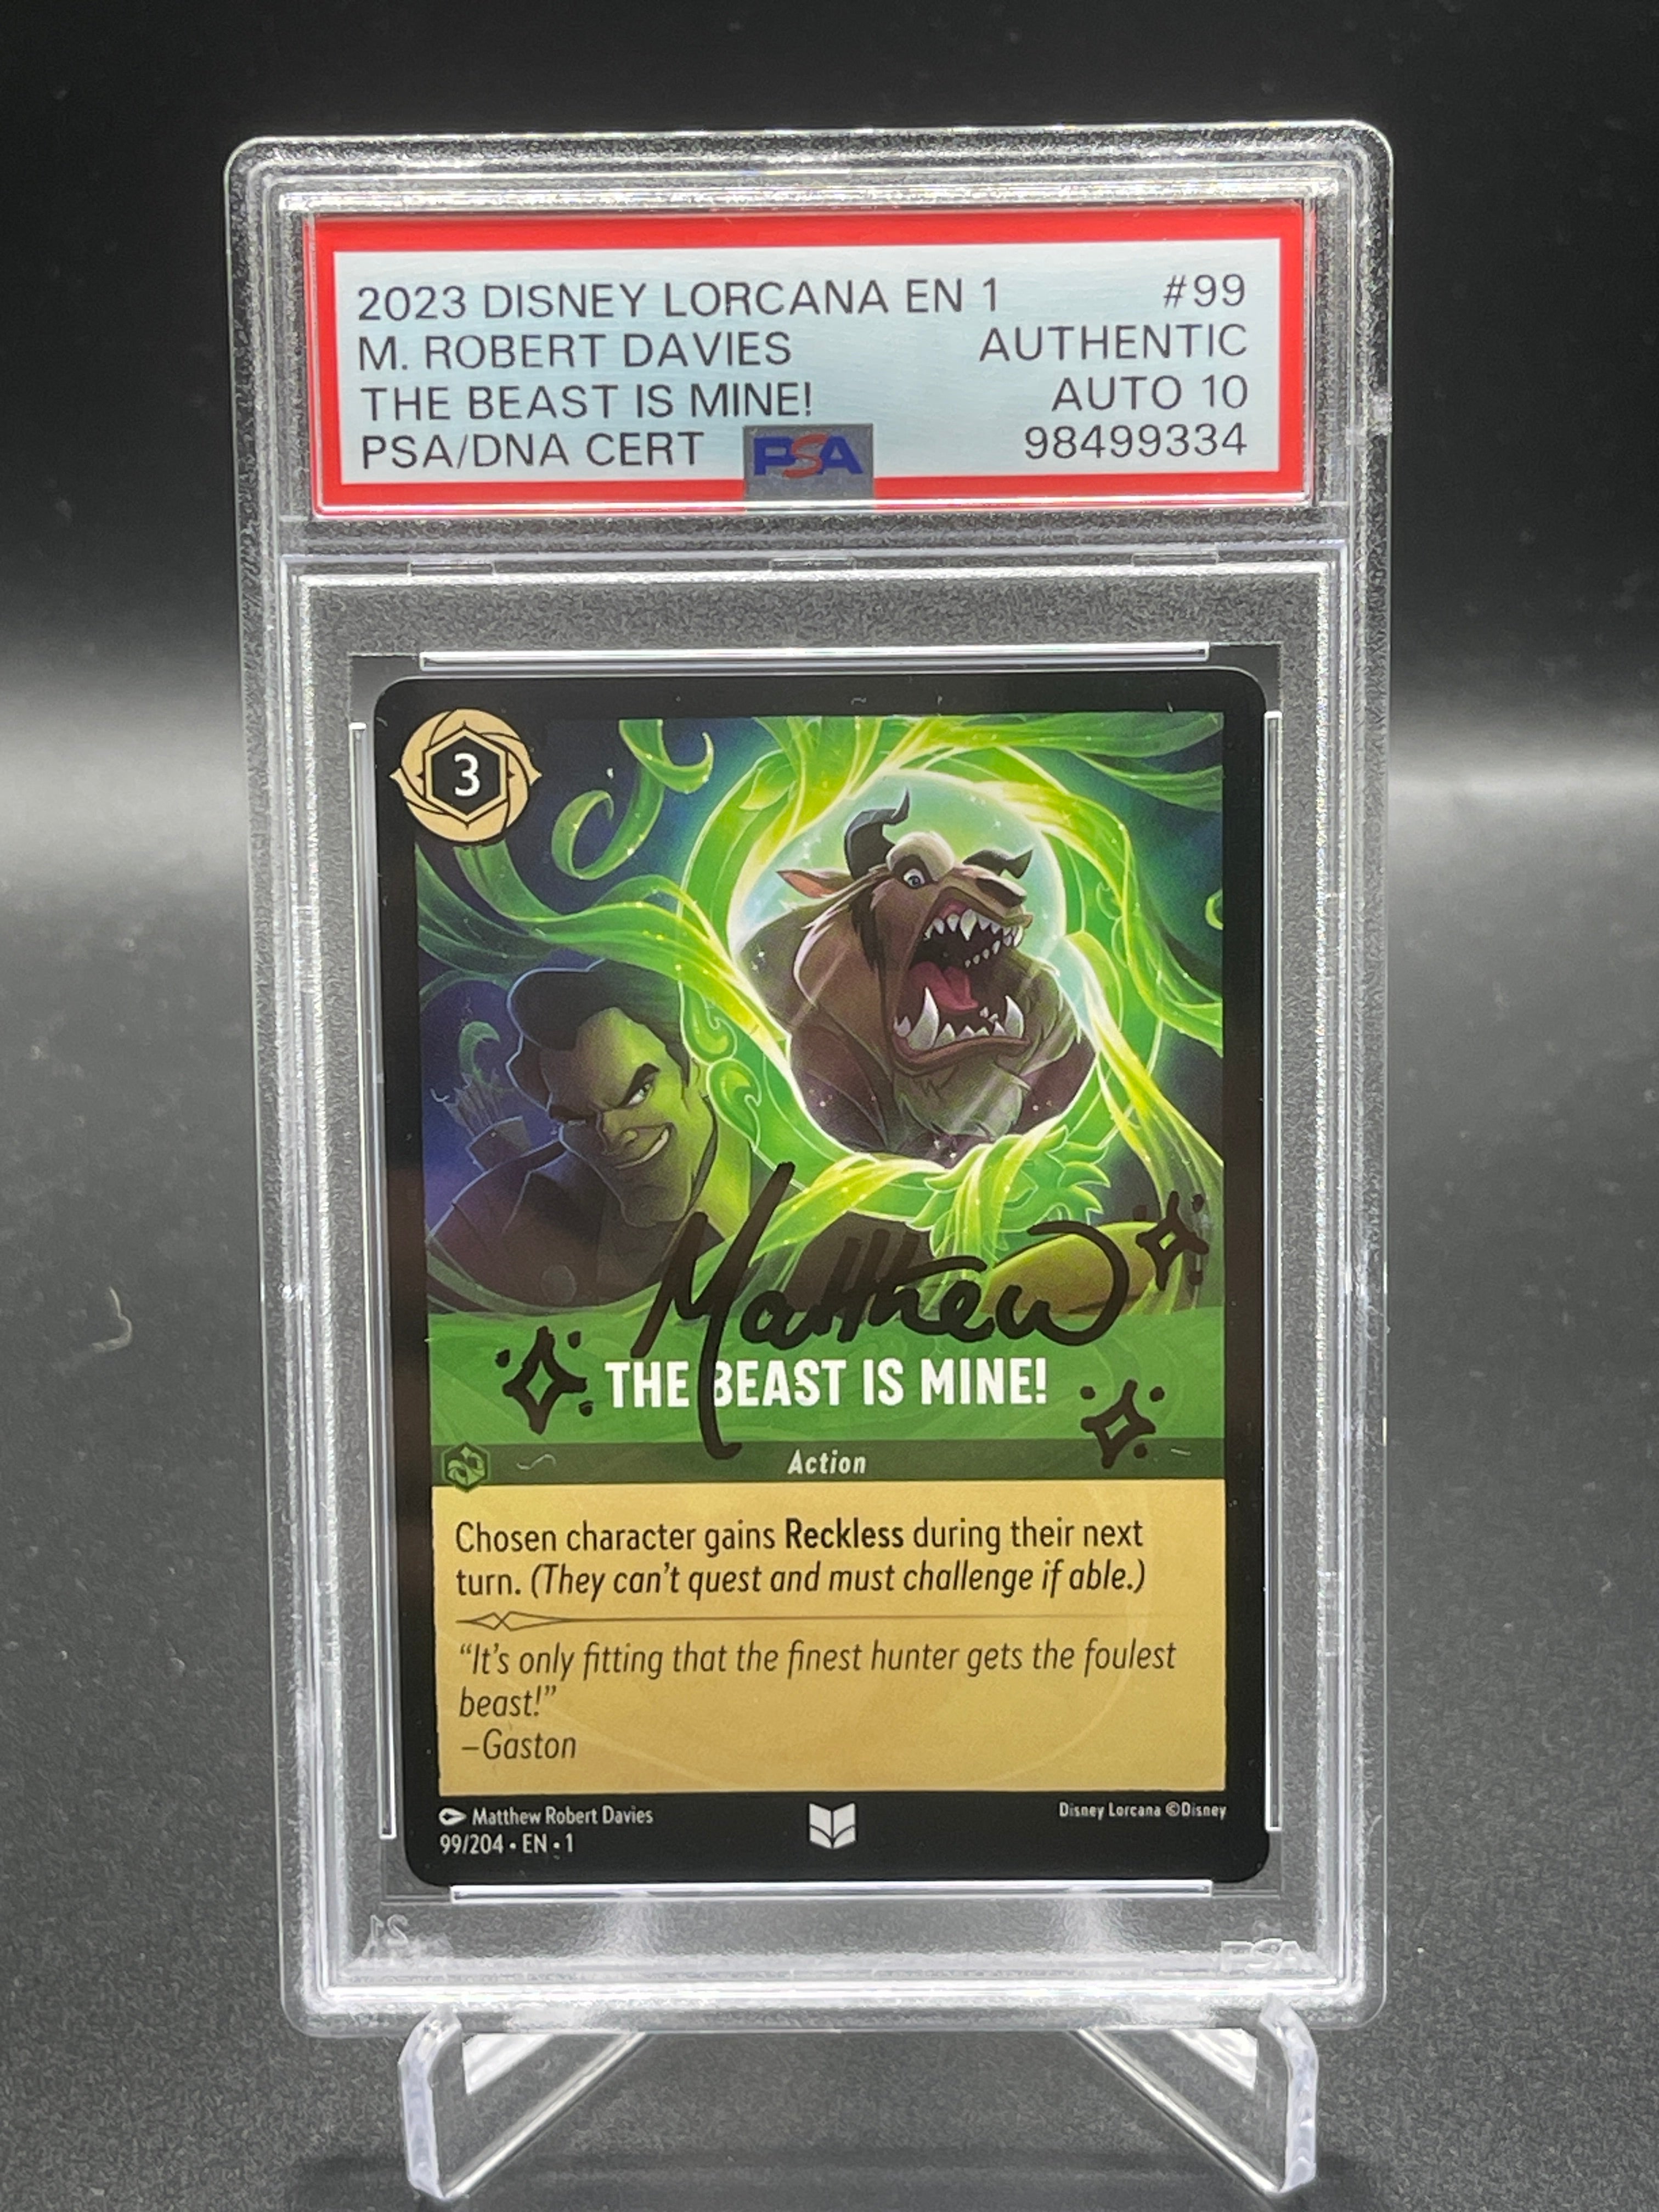 2023 DISNEY LORCANA EN 1 #99
M. ROBERT DAVIES AUTHENTIC
THE BEAST IS MINE! AUTO 10
PSA/DNA CERT PSA 98499334
3
Matthew
THE BEAST IS MINE!
Action
Chosen character gains Reckless during their next
turn. (They can't quest and must challenge if able.)
“It's only fitting that the finest hunter gets the foulest
beast!”
–Gaston
Matthew Robert Davies Disney Lorcana ©Disney
99/204 • EN • 1
PSA